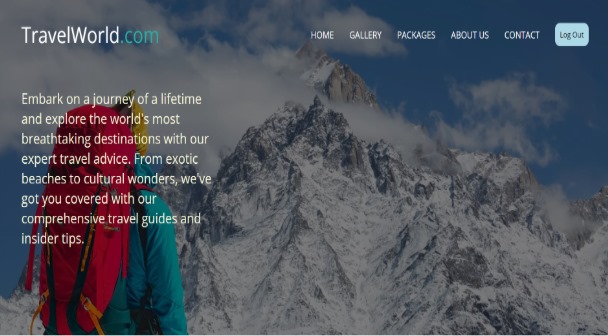 TravelWorld.com
HOME GALLERY PACKAGES ABOUT US CONTACT Log Out
Embark on a journey of a lifetime
and explore the world's most
breathtaking destinations with our
expert travel advice. From exotic
beaches to cultural wonders, we've
got you covered with our
comprehensive travel guides and
insider tips.